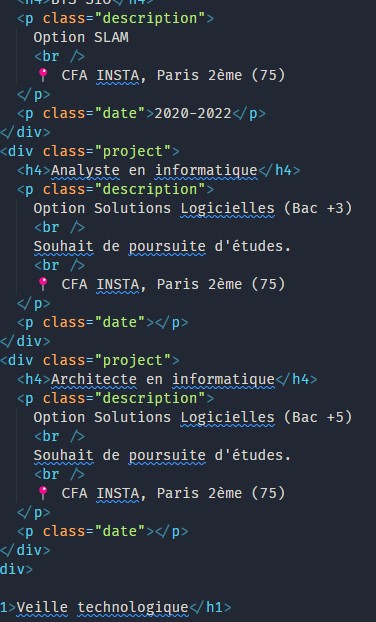 <h4>BTS SIO</h4>
<p class="description">
Option SLAM
<br />
📍 CFA INSTA, Paris 2ème (75)
</p>
<p class="date">2020-2022</p>
</div>
<div class="project">
<h4>Analyste en informatique</h4>
<p class="description">
Option Solutions Logicielles (Bac +3)
<br />
Souhait de poursuite d'études.
<br />
📍 CFA INSTA, Paris 2ème (75)
</p>
<p class="date"></p>
</div>
<div class="project">
<h4>Architecte en informatique</h4>
<p class="description">
Option Solutions Logicielles (Bac +5)
<br />
Souhait de poursuite d'études.
<br />
📍 CFA INSTA, Paris 2ème (75)
</p>
<p class="date"></p>
</div>
div>
1>Veille technologique</h1>